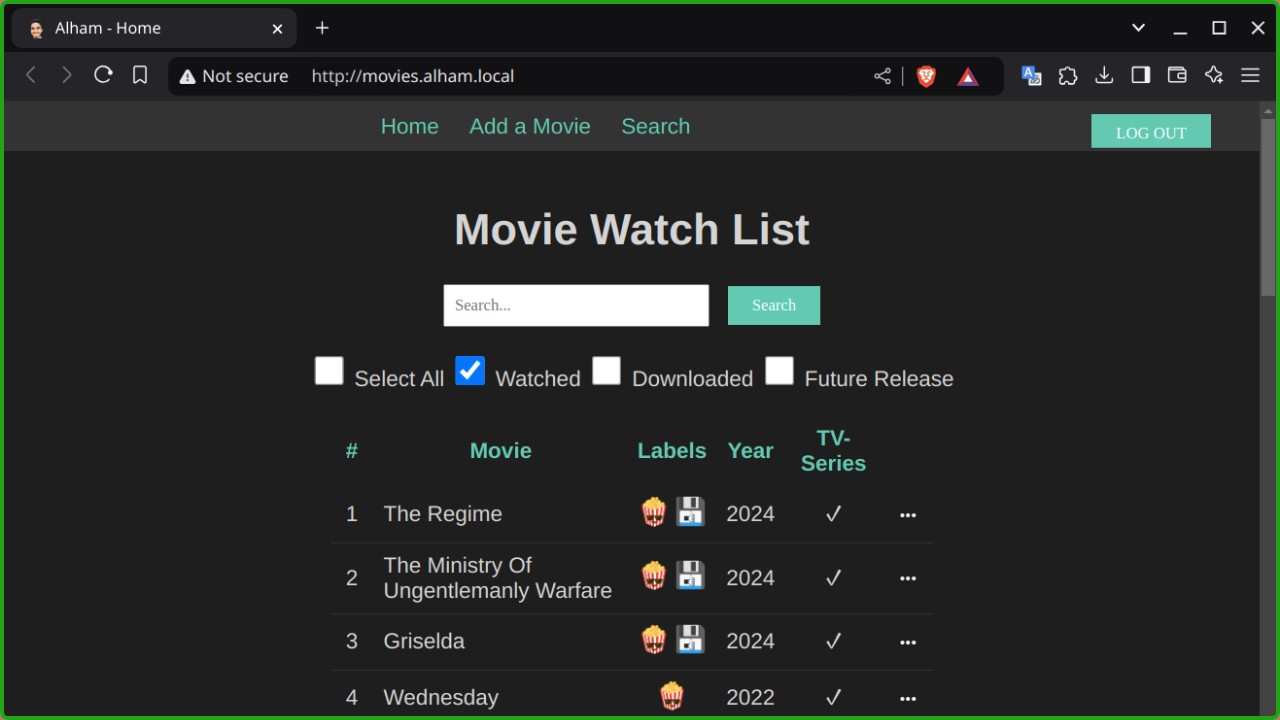 Alham - Home
Not secure http://movies.alham.local
Home Add a Movie Search LOG OUT
Movie Watch List
Search... Search
Select All Watched Downloaded Future Release
# Movie Labels Year TV-
Series
1 The Regime 2024 ✓
2 The Ministry Of
Ungentlemanly Warfare 2024 ✓
3 Griselda 2024 ✓
4 Wednesday 2022 ✓